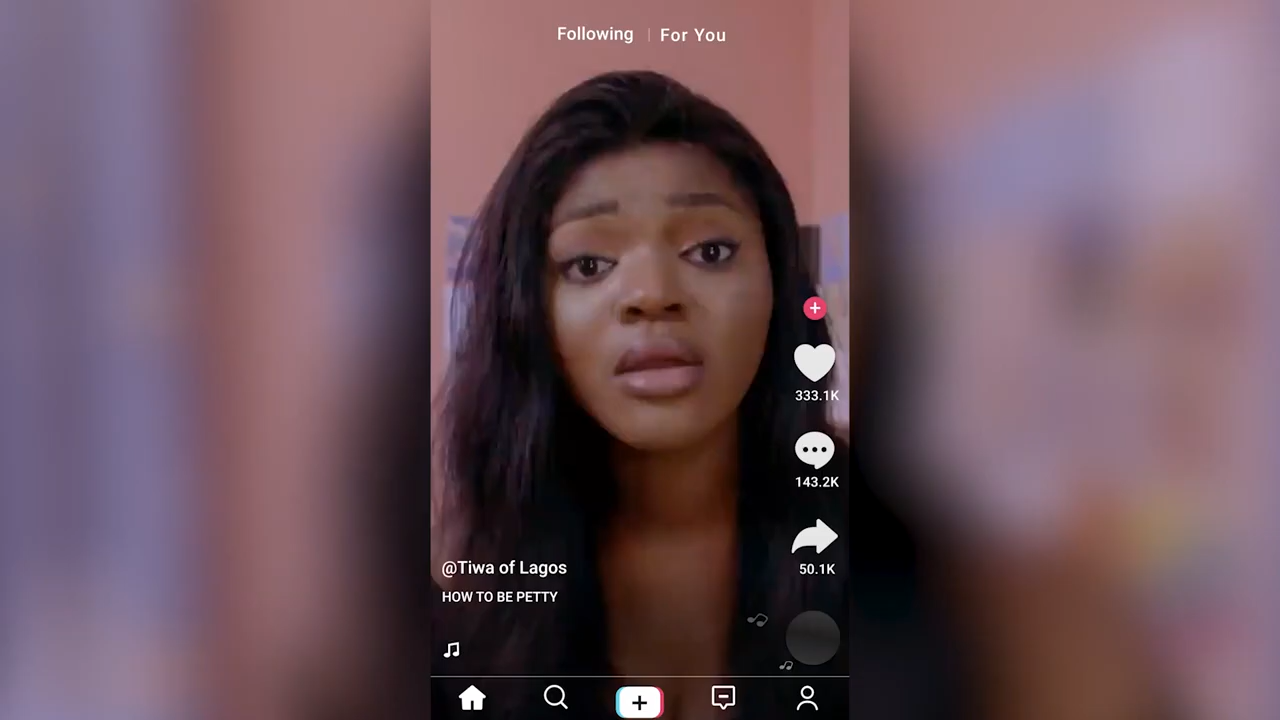 Following | For You
333.1K
143.2K
50.1K
@Tiwa of Lagos
HOW TO BE PETTY